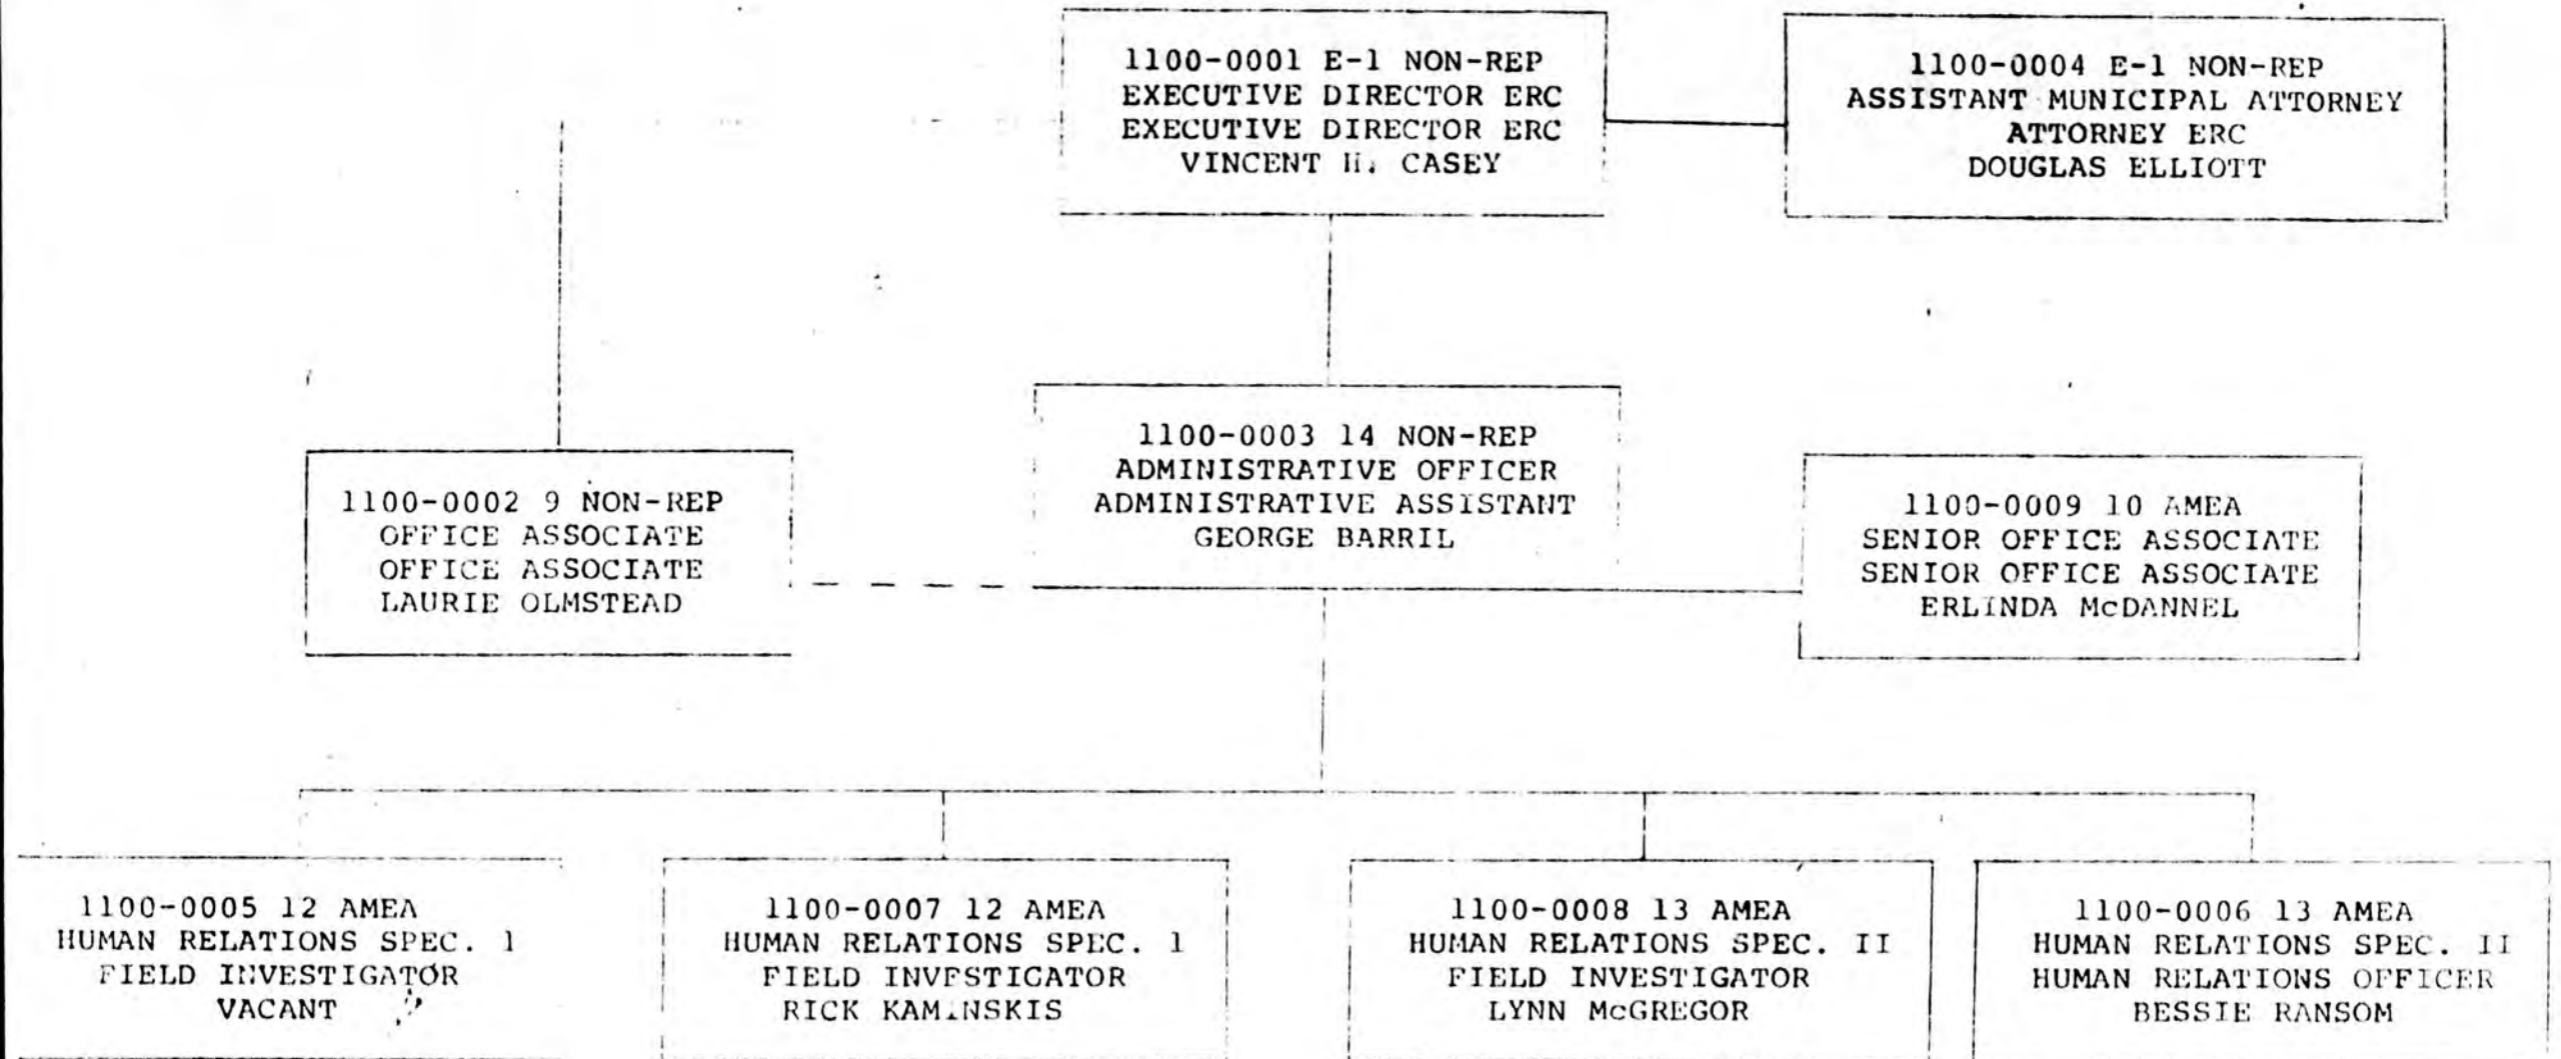 1100-0001 E-1 NON-REP
EXECUTIVE DIRECTOR ERC
EXECUTIVE DIRECTOR ERC
VINCENT H. CASEY
1100-0004 E-1 NON-REP
ASSISTANT MUNICIPAL ATTORNEY
ATTORNEY ERC
DOUGLAS ELLIOTT
1100-0002 9 NON-REP
OFFICE ASSOCIATE
OFFICE ASSOCIATE
LAURIE OLMSTEAD
1100-0003 14 NON-REP
ADMINISTRATIVE OFFICER
ADMINISTRATIVE ASSISTANT
GEORGE BARRIL
1100-0009 10 AMEA
SENIOR OFFICE ASSOCIATE
SENIOR OFFICE ASSOCIATE
ERLINDA McDANNEL
1100-0005 12 AMEA
HUMAN RELATIONS SPEC. 1
FIELD INVESTIGATOR
VACANT
1100-0007 12 AMEA
HUMAN RELATIONS SPEC. 1
FIELD INVESTIGATOR
RICK KAMINSKIS
1100-0008 13 AMEA
HUMAN RELATIONS SPEC. II
FIELD INVESTIGATOR
LYNN McGREGOR
1100-0006 13 AMEA
HUMAN RELATIONS SPEC. II
HUMAN RELATIONS OFFICER
BESSIE RANSOM